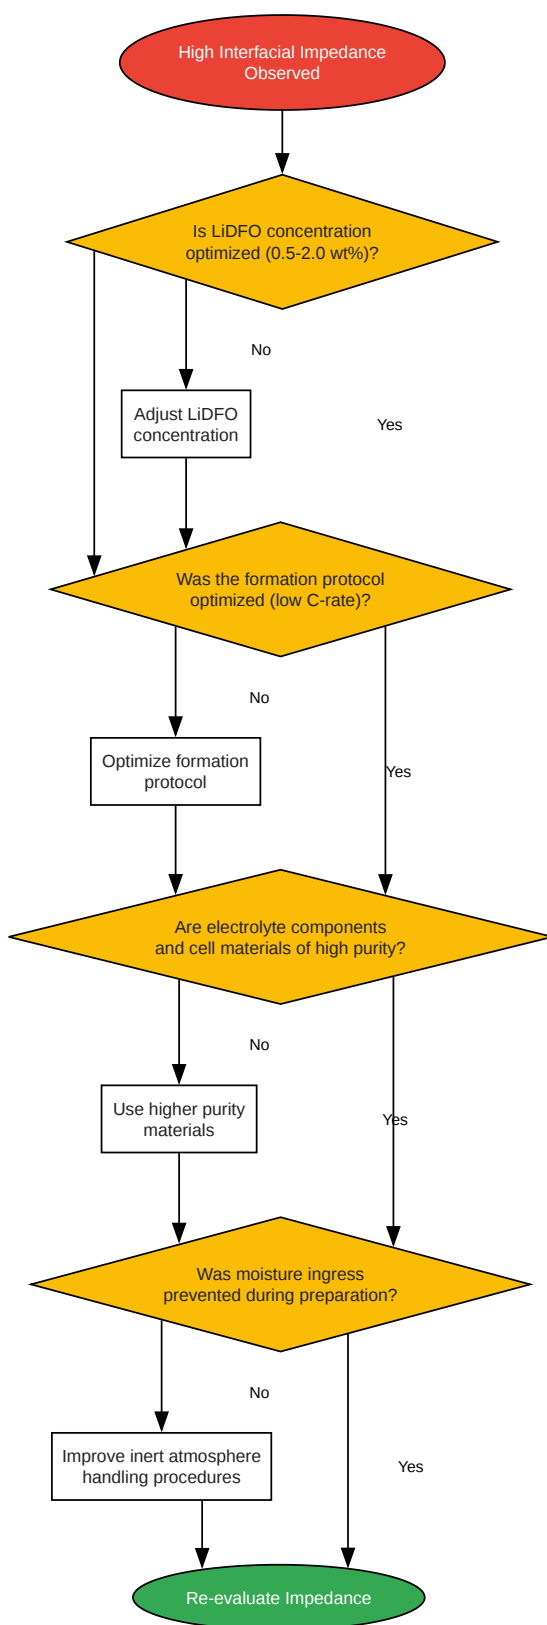 High Interfacial Impedance
Observed
Is LiDFO concentration
optimized (0.5-2.0 wt%)?
No
Adjust LiDFO
concentration
Yes
Was the formation protocol
optimized (low C-rate)?
No
Optimize formation
protocol
Yes
Are electrolyte components
and cell materials of high purity?
No
Use higher purity
materials
Yes
Was moisture ingress
prevented during preparation?
No
Improve inert atmosphere
handling procedures
Yes
Re-evaluate Impedance